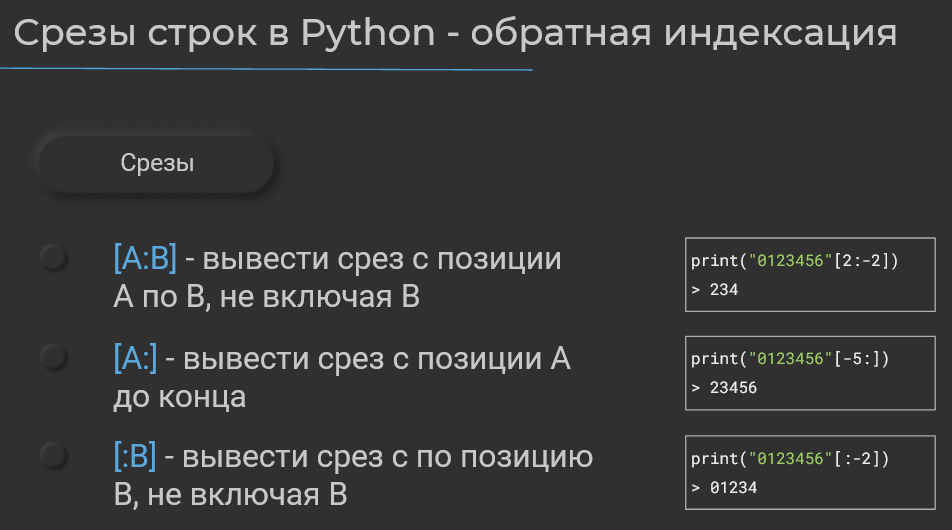 Срезы строк в Python - обратная индексация
Срезы
[A:B] - вывести срез с позиции
А по В, не включая В
print("0123456"[2:-2])
> 234
[A:] - вывести срез с позиции А
до конца
print("0123456"[-5:])
> 23456
[:B] - вывести срез с по позицию
В, не включая В
print("0123456"[:-2])
> 01234